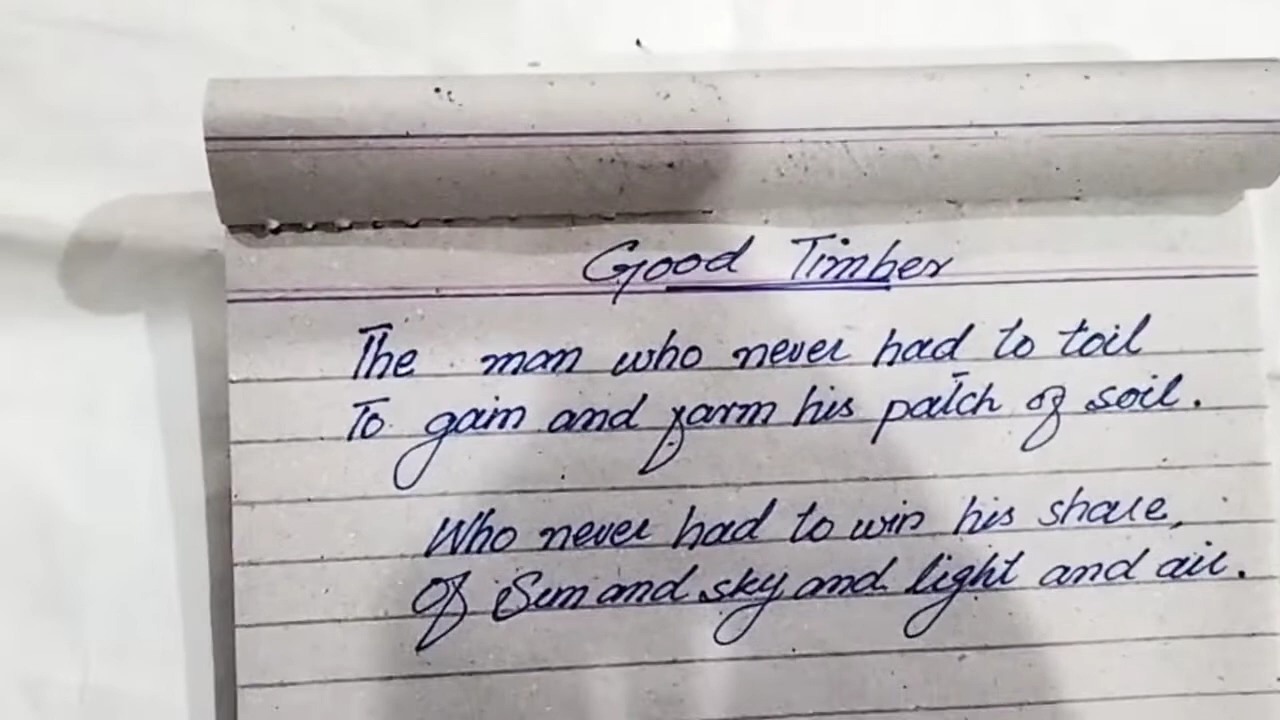 Good Timber
The man who never had to toil
To gain and farm his patch of soil.
Who never had to win his share,
Of Sun and sky and light and air.